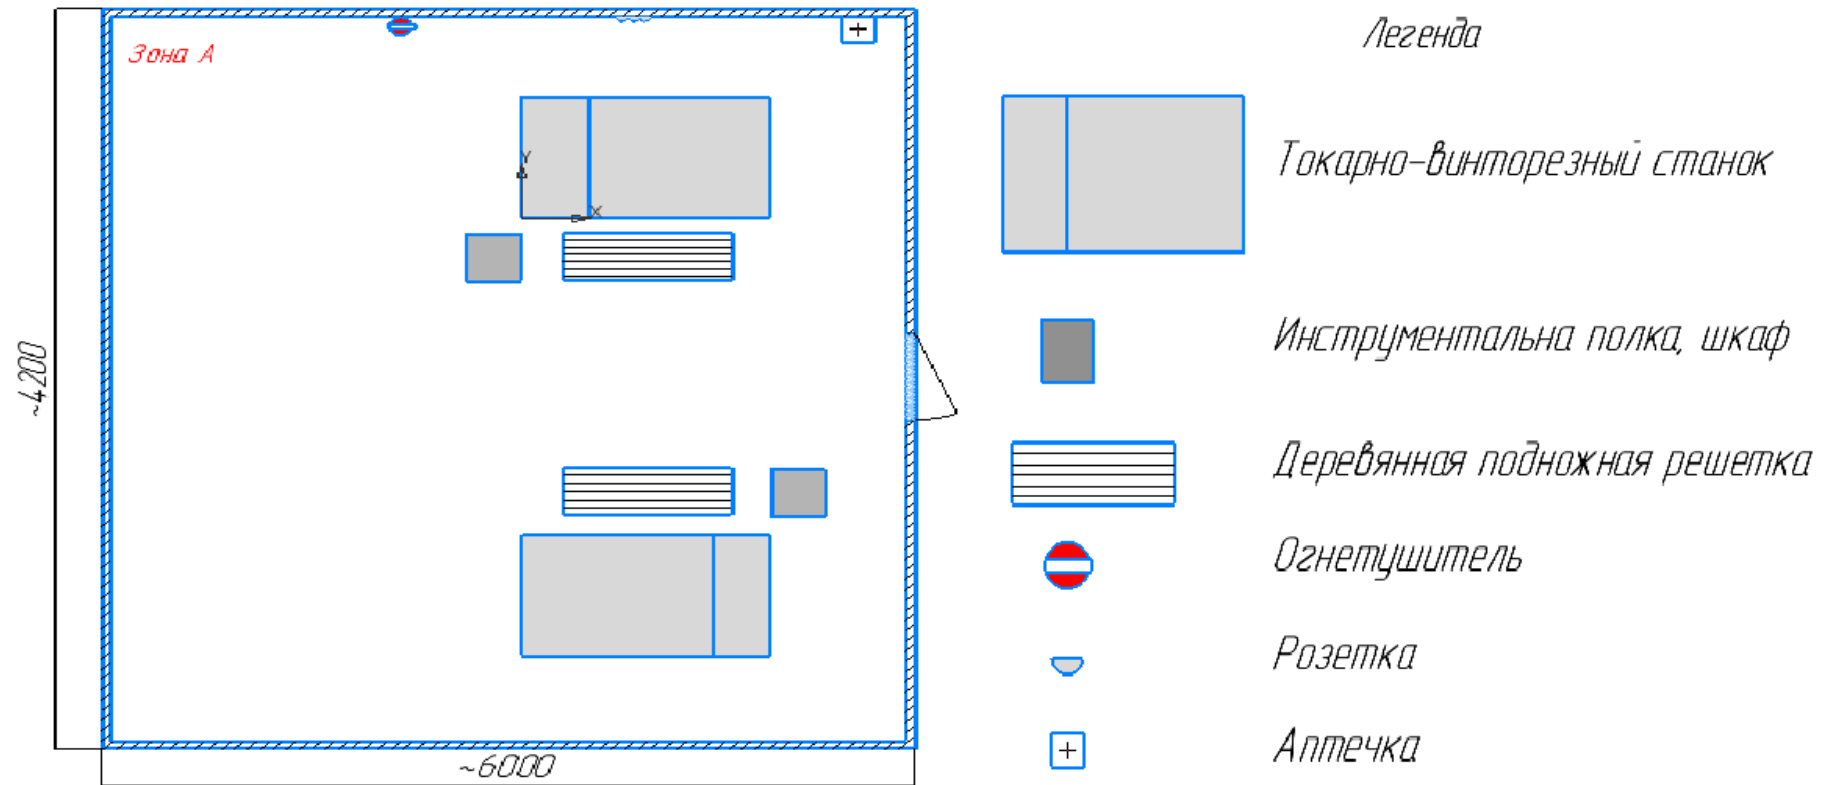 Зона А
Y
X
~4200
~6000
Легенда
Токарно-винторезный станок
Инструментальна полка, шкаф
Деревянная подножная решетка
Огнетушитель
Розетка
Аптечка